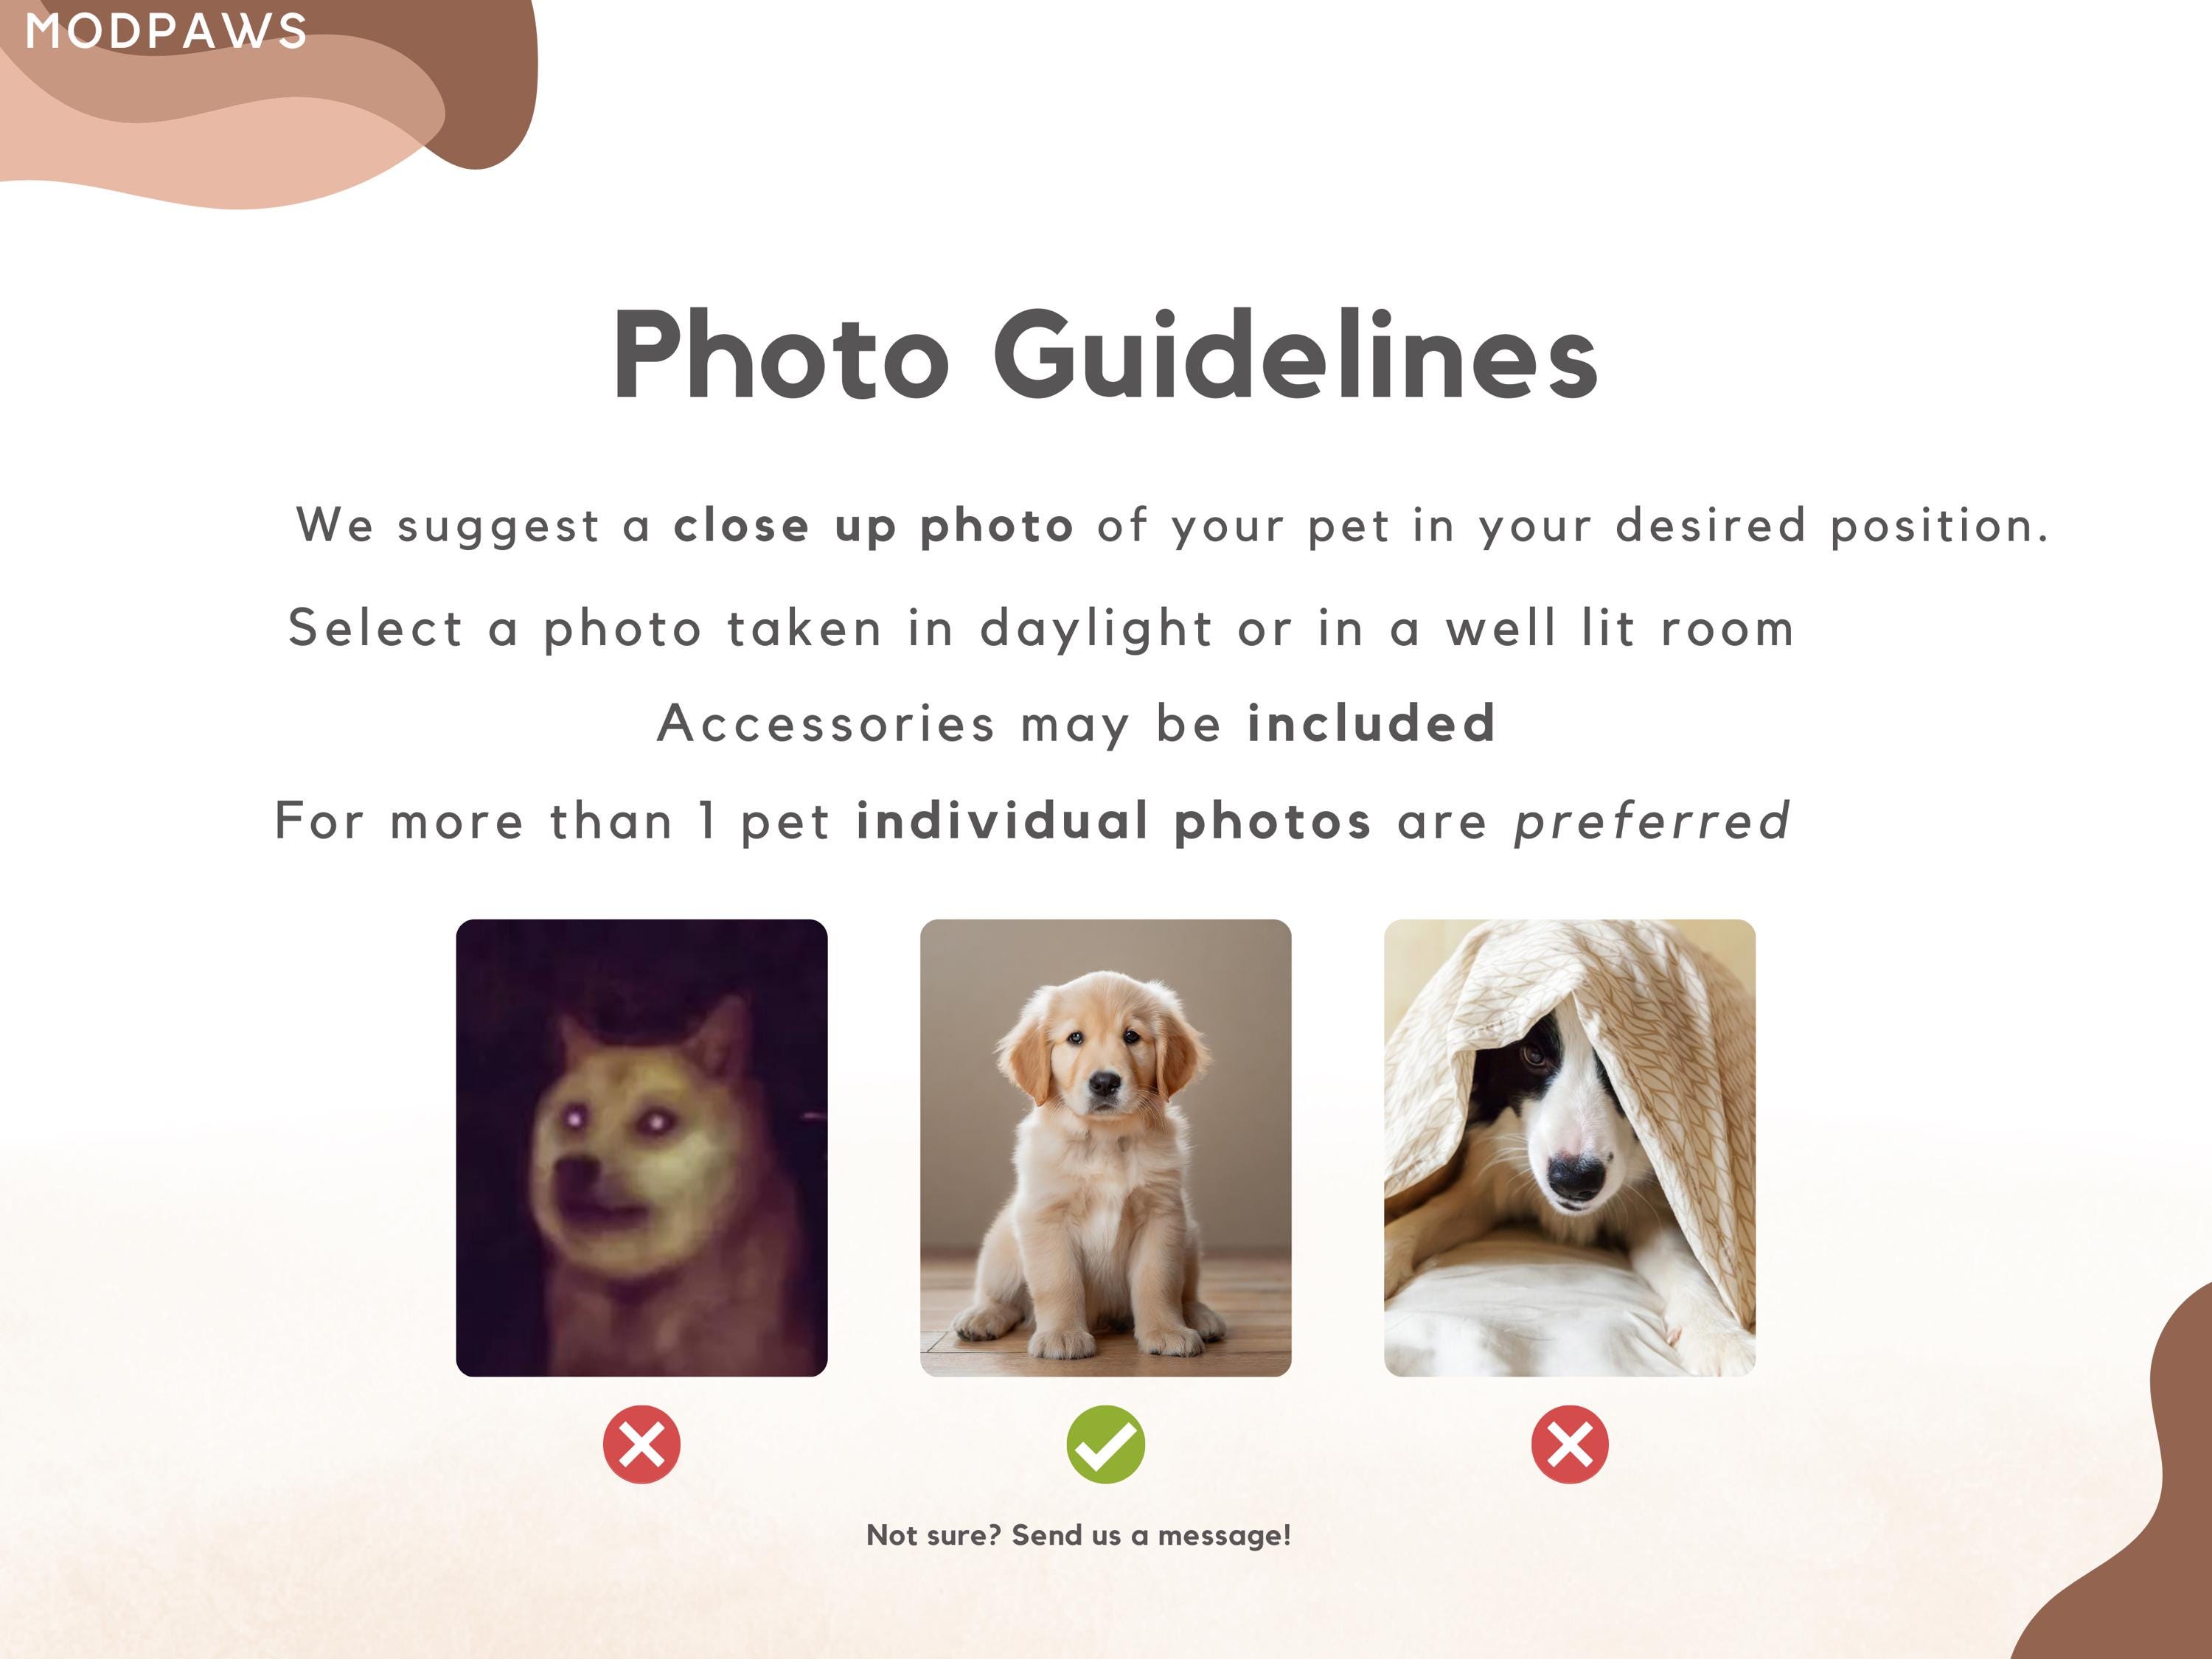 MODPAWS
Photo Guidelines
We suggest a close up photo of your pet in your desired position.
Select a photo taken in daylight or in a well lit room
Accessories may be included
For more than 1 pet individual photos are preferred
Not sure? Send us a message!